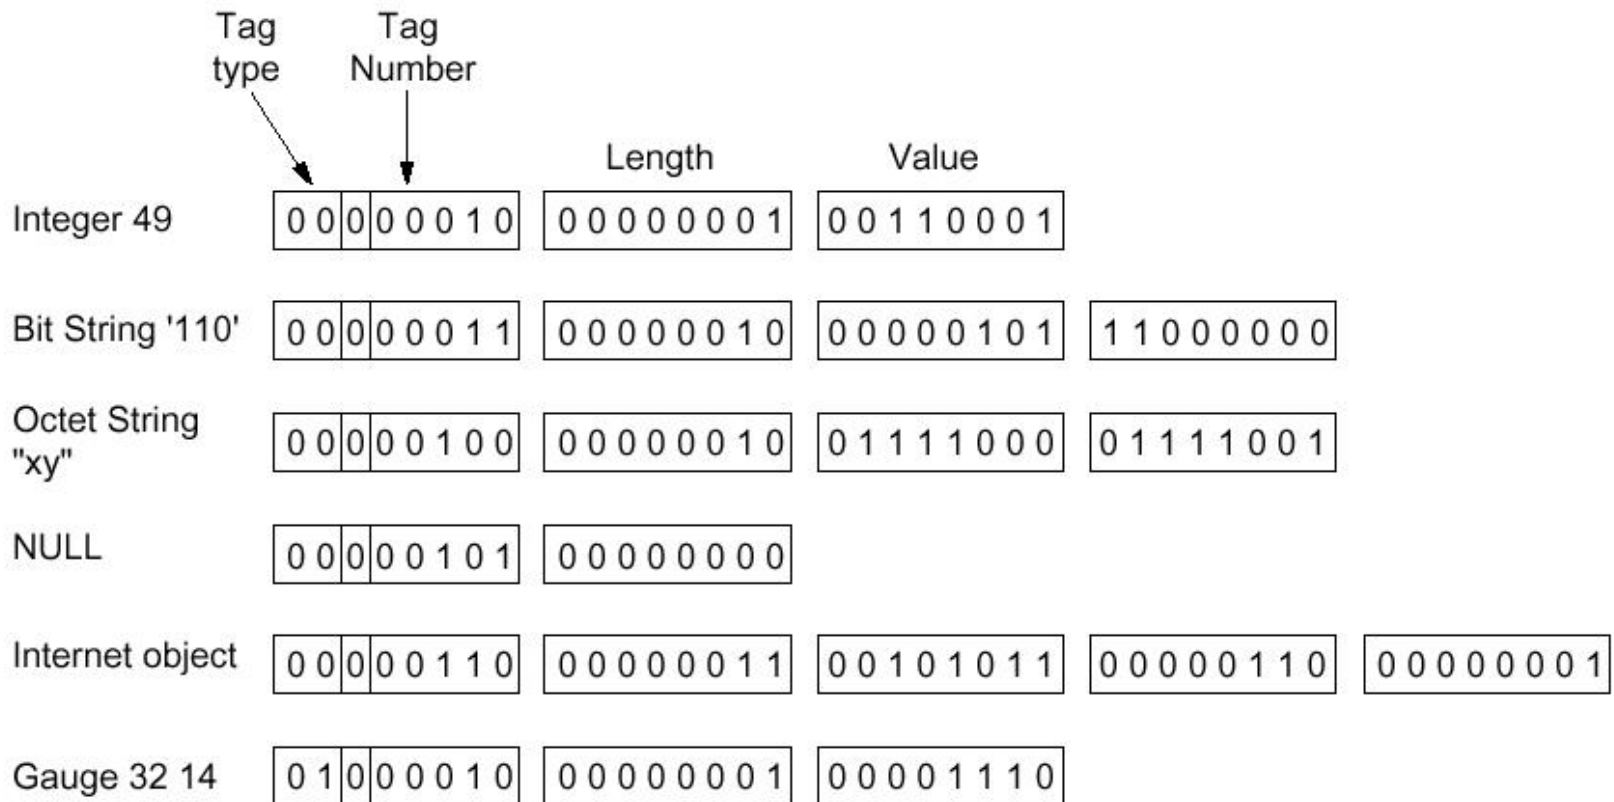 Tag Tag
type Number
Length Value
Integer 49 0 0 0 0 0 0 1 0 0 0 0 0 0 0 0 1 0 0 1 1 0 0 0 1
Bit String '110' 0 0 0 0 0 0 1 1 0 0 0 0 0 0 1 0 0 0 0 0 0 1 0 1 1 1 0 0 0 0 0 0
Octet String
"xy" 0 0 0 0 0 1 0 0 0 0 0 0 0 0 1 0 0 1 1 1 1 0 0 0 0 1 1 1 1 0 0 1
NULL 0 0 0 0 0 1 0 1 0 0 0 0 0 0 0 0
Internet object 0 0 0 0 0 1 1 0 0 0 0 0 0 0 1 1 0 0 1 0 1 0 1 1 0 0 0 0 0 1 1 0 0 0 0 0 0 0 0 1
Gauge 32 14 0 1 0 0 0 0 1 0 0 0 0 0 0 0 0 1 0 0 0 0 1 1 1 0